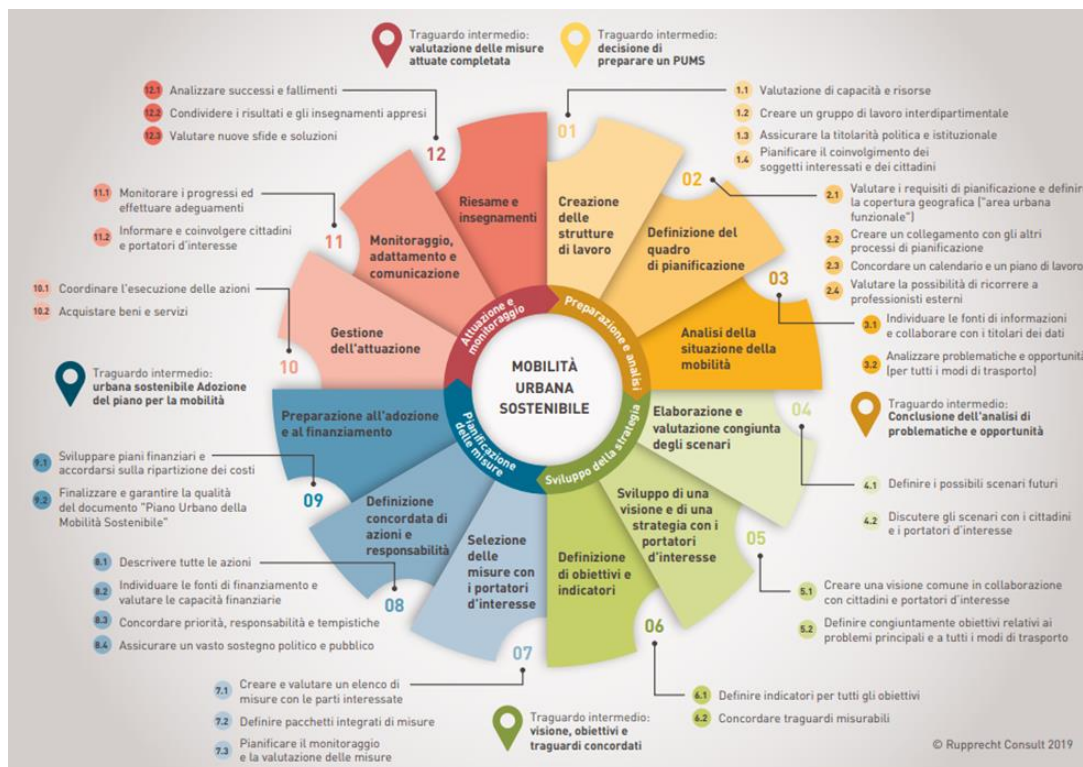 Traguardo intermedio:
valutazione delle misure
attuate completata
Traguardo intermedio:
decisione di
preparare un PUMS
12.1 Analizzare successi e fallimenti
12.2 Condividere i risultati e gli insegnamenti appresi
12.3 Valutare nuove sfide e soluzioni
1.1 Valutazione di capacità e risorse
1.2 Creare un gruppo di lavoro interdipartimentale
1.3 Assicurare la titolarità politica e istituzionale
1.4 Pianificare il coinvolgimento dei
soggetti interessati e dei cittadini
11.1 Monitorare i progressi ed
effettuare adeguamenti
11.2 Informare e coinvolgere cittadini
e portatori d'interesse
2.1 Valutare i requisiti di pianificazione e definir
la copertura geografica ("area urbana
funzionale")
2.2 Creare un collegamento con gli altri
processi di pianificazione
2.3 Concordare un calendario e un piano di lavoro
2.4 Valutare la possibilità di ricorrere a
professionisti esterni
10.1 Coordinare l'esecuzione delle azioni
10.2 Acquistare beni e servizi
3.1 Individuare le fonti di informazioni
e collaborare con i titolari dei dati
3.2 Analizzare problematiche e opportunità
(per tutti i modi di trasporto)
Traguardo intermedio:
urbana sostenibile Adozione
del piano per la mobilità
Traguardo intermedio:
Conclusione dell'analisi di
problematiche e opportunità
01
Creazione
delle
strutture
di lavoro
02
Definizione del
quadro
di pianificazione
03
Analisi della
situazione della
mobilità
04
Elaborazione e
valutazione congiunta
degli scenari
05
Sviluppo di una
visione e di una
strategia con i
portatori
d'interesse
06
Definizione
di obiettivi e
indicatori
07
Selezione
delle
misure con
i portatori
d'interesse
08
Definizione
concordata di
azioni e
responsabilità
09
Preparazione all'adozione
e al finanziamento
10
Gestione
dell'attuazione
11
Monitoraggio,
adattamento e
comunicazione
12
Riesame e
insegnamenti
Preparazione e analisi
Sviluppo della strategia
Pianificazione
delle misure
Attuazione e
monitoraggio
MOBILITÀ
URBANA
SOSTENIBILE
9.1 Sviluppare piani finanziari e
accordarsi sulla ripartizione dei costi
9.2 Finalizzare e garantire la qualità
del documento "Piano Urbano della
Mobilità Sostenibile"
4.1 Definire i possibili scenari futuri
4.2 Discutere gli scenari con i cittadini
e i portatori d'interesse
8.1 Descrivere tutte le azioni
8.2 Individuare le fonti di finanziamento e
valutare le capacità finanziarie
8.3 Concordare priorità, responsabilità e tempistiche
8.4 Assicurare un vasto sostegno politico e pubblico
5.1 Creare una visione comune in collaborazione
con cittadini e portatori d'interesse
5.2 Definire congiuntamente obiettivi relativi ai
problemi principali e a tutti i modi di trasporto
7.1 Creare e valutare un elenco di
misure con le parti interessate
7.2 Definire pacchetti integrati di misure
7.3 Pianificare il monitoraggio
e la valutazione delle misure
Traguardo intermedio:
visione, obiettivi e
traguardi concordati
6.1 Definire indicatori per tutti gli obiettivi
6.2 Concordare traguardi misurabili
© Rupprecht Consult 2019